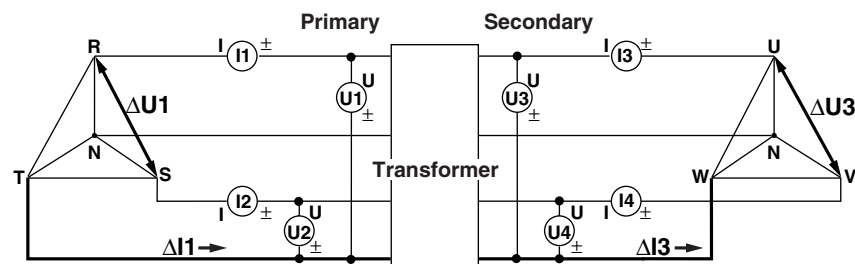 Primary Secondary
R I I1 ± I I3 ± U
U U
ΔU1 U1 U3 ΔU3
± ±
N N
T S Transformer W V
I2 U U I4
I ± I ±
U2 U4
ΔI1 ± ± ΔI3